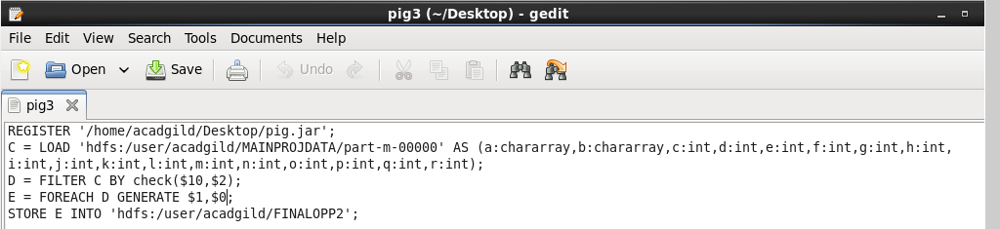 pig3 (~/Desktop) - gedit
File Edit View Search Tools Documents Help
Open Save Undo
pig3
REGISTER '/home/acadgild/Desktop/pig.jar';
C = LOAD 'hdfs:/user/acadgild/MAINPROJDATA/part-m-00000' AS (a:chararray,b:chararray,c:int,d:int,e:int,f:int,g:int,h:int,
i:int,j:int,k:int,l:int,m:int,n:int,o:int,p:int,q:int,r:int);
D = FILTER C BY check($10,$2);
E = FOREACH D GENERATE $1,$0;
STORE E INTO 'hdfs:/user/acadgild/FINALOPP2';